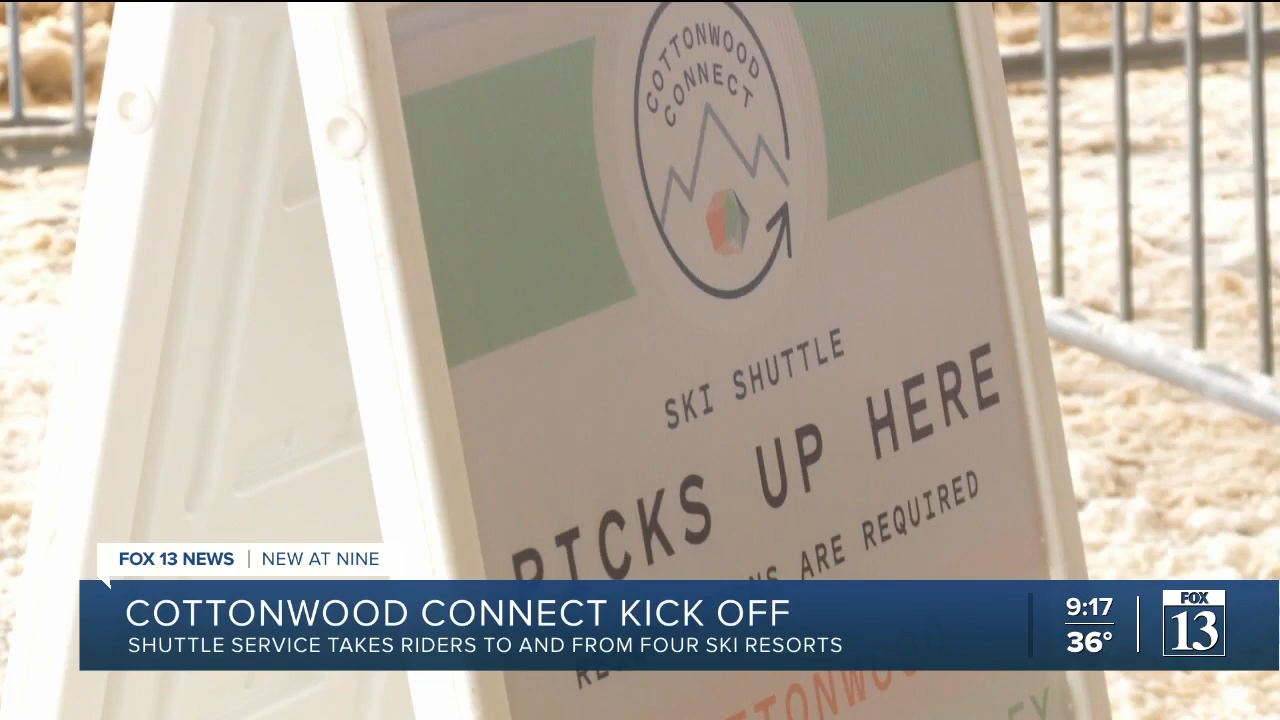 COTTONWOOD
CONNECT
SKI SHUTTLE
PICKS UP HERE
ARE REQUIRED
FOX 13 NEWS | NEW AT NINE
COTTONWOOD CONNECT KICK OFF
SHUTTLE SERVICE TAKES RIDERS TO AND FROM FOUR SKI RESORTS
9:17
36°
FOX
13